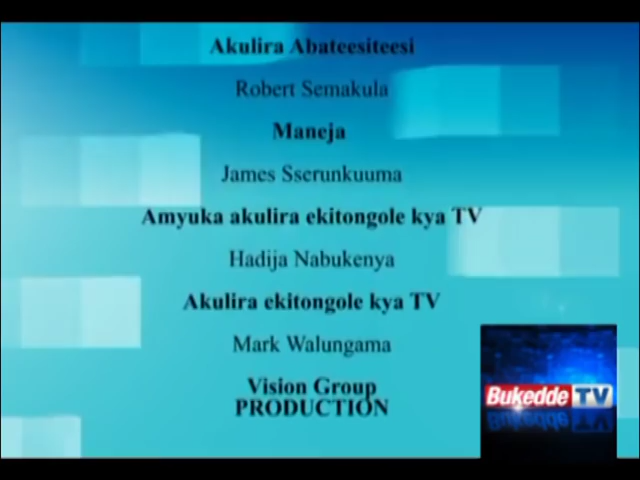 Akulira Abateesiteesi
Robert Semakula
Maneja
James Sserunkuuma
Amyuka akulira ekitongole kya TV
Hadija Nabukenya
Akulira ekitongole kya TV
Mark Walungama
Vision Group
PRODUCTION
Bukedde TV